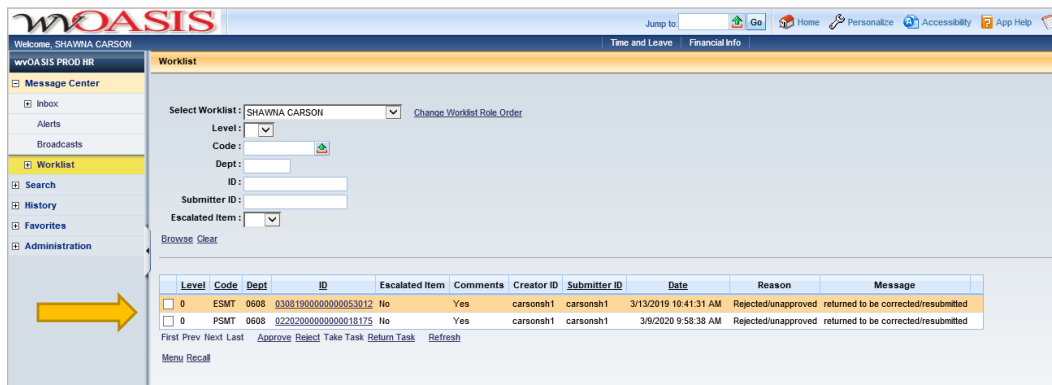 wvOASIS
Jump to: Go Home Personalize Accessibility App Help
Welcome, SHAWNA CARSON Time and Leave Financial Info
wvOASIS PROD HR
Worklist
Message Center
Inbox
Alerts
Broadcasts
Worklist
Search
History
Favorites
Administration
Select Worklist : SHAWNA CARSON Change Worklist Role Order
Level :
Code :
Dept :
ID :
Submitter ID :
Escalated Item :
Browse Clear
Level Code Dept ID Escalated Item Comments Creator ID Submitter ID Date Reason Message
0 ESMT 0608 03081900000000053012 No Yes carsonsh1 carsonsh1 3/13/2019 10:41:31 AM Rejected/unapproved returned to be corrected/resubmitted
0 PSMT 0608 02202000000000018175 No Yes carsonsh1 carsonsh1 3/9/2020 9:58:38 AM Rejected/unapproved returned to be corrected/resubmitted
First Prev Next Last Approve Reject Take Task Return Task Refresh
Menu Recall